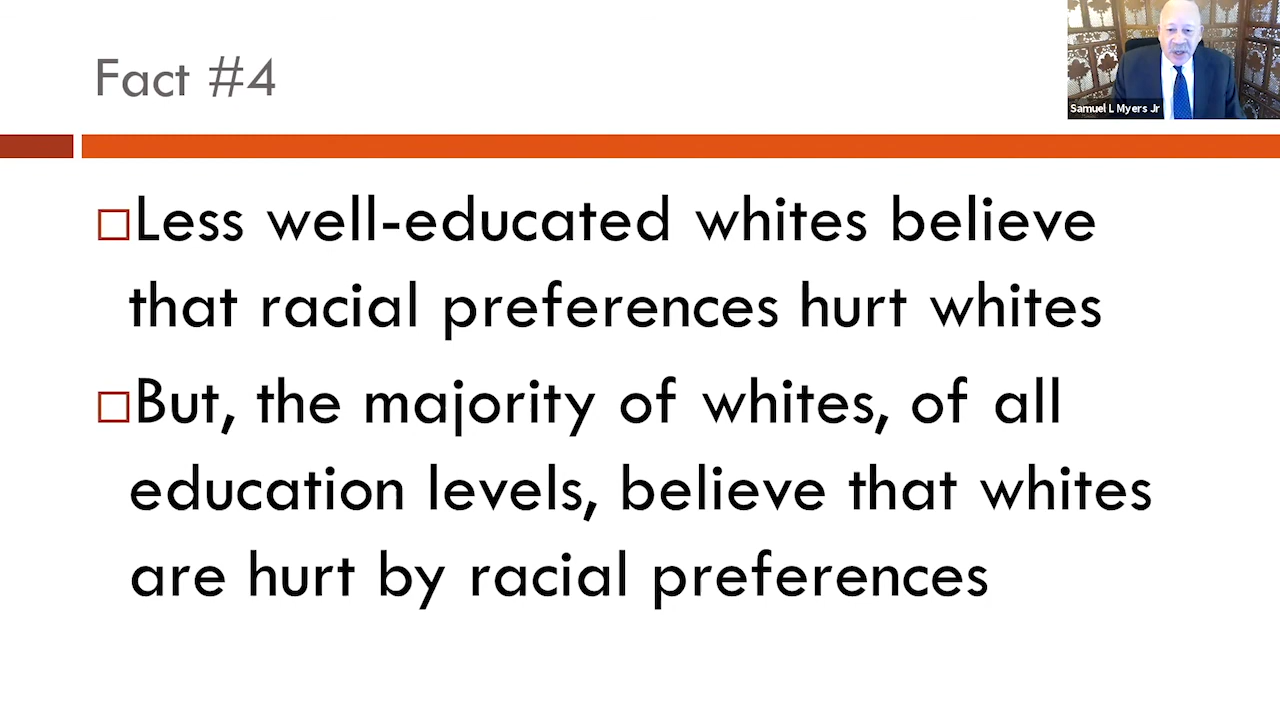 Fact #4
Samuel L Myers Jr
Less well-educated whites believe
that racial preferences hurt whites
But, the majority of whites, of all
education levels, believe that whites
are hurt by racial preferences